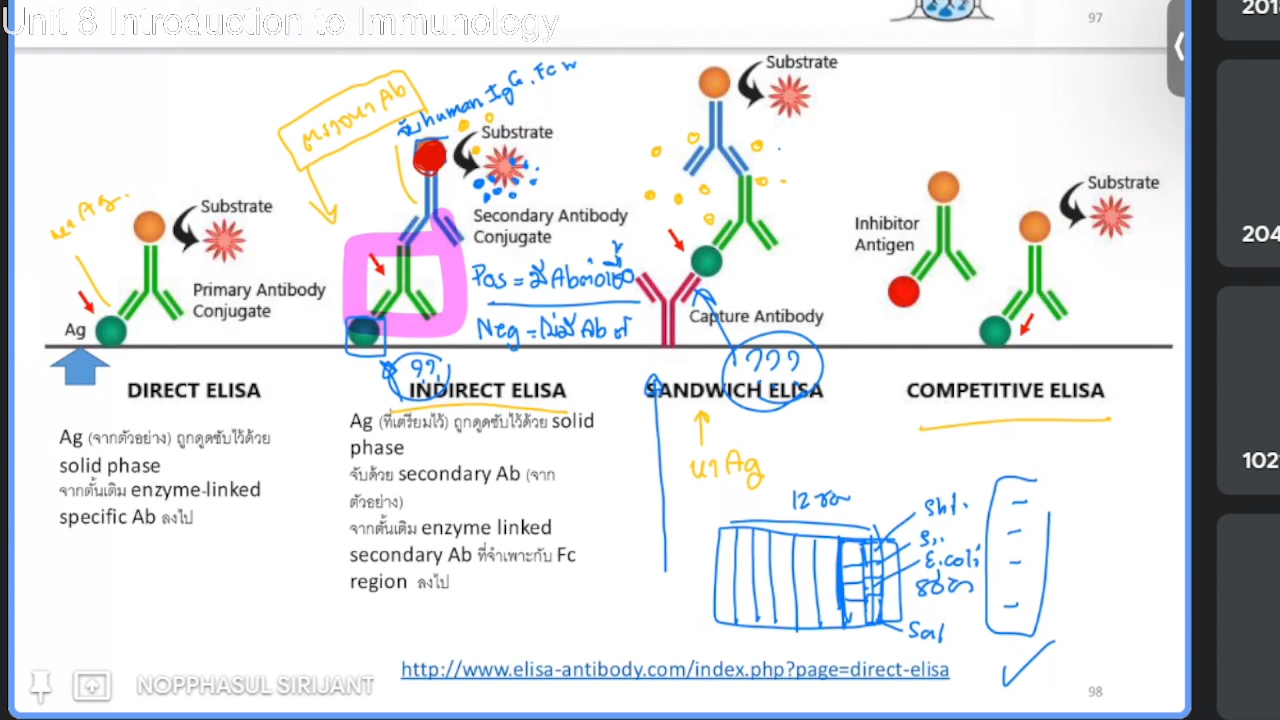 Unit 8 Introduction to Immunology
97
201
204
102
Substrate
Substrate
Substrate
Substrate
ตรวจหา Ab
จับ human IgG. Fc
หา Ag
Primary Antibody
Conjugate
Ag
Secondary Antibody
Conjugate
Pos = มี Ab ต่อเชื้อ
Neg = ไม่มี Ab
Capture Antibody
Inhibitor
Antigen
DIRECT ELISA
INDIRECT ELISA
SANDWICH ELISA
COMPETITIVE ELISA
Ag (จากตัวอย่าง) ถูกดูดซับไว้ด้วย
solid phase
จากตั้นเติม enzyme-linked
specific Ab ลงไป
Ag (ที่เตรียมไว้) ถูกดูดซับไว้ด้วย solid
phase
จับด้วย secondary Ab (จาก
ตัวอย่าง)
จากตั้นเติม enzyme linked
secondary Ab ที่จำเพาะกับ Fc
region ลงไป
???
หา Ag
12
E.coli
Sal
http://www.elisa-antibody.com/index.php?page=direct-elisa
NOPPHASUL SIRIJANT
98